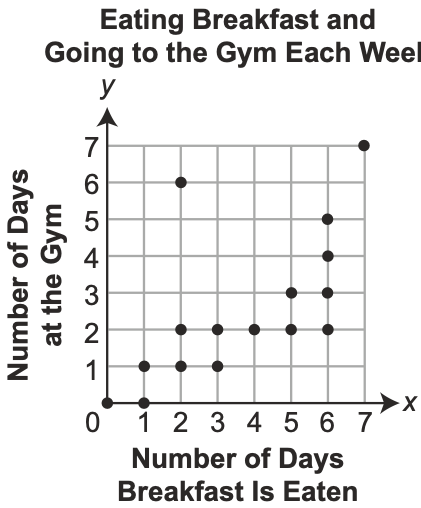 Eating Breakfast and
Going to the Gym Each Weel
y
7
6
5
4
3
2
1
0 1 2 3 4 5 6 7 x
Number of Days
at the Gym
Number of Days
Breakfast Is Eaten